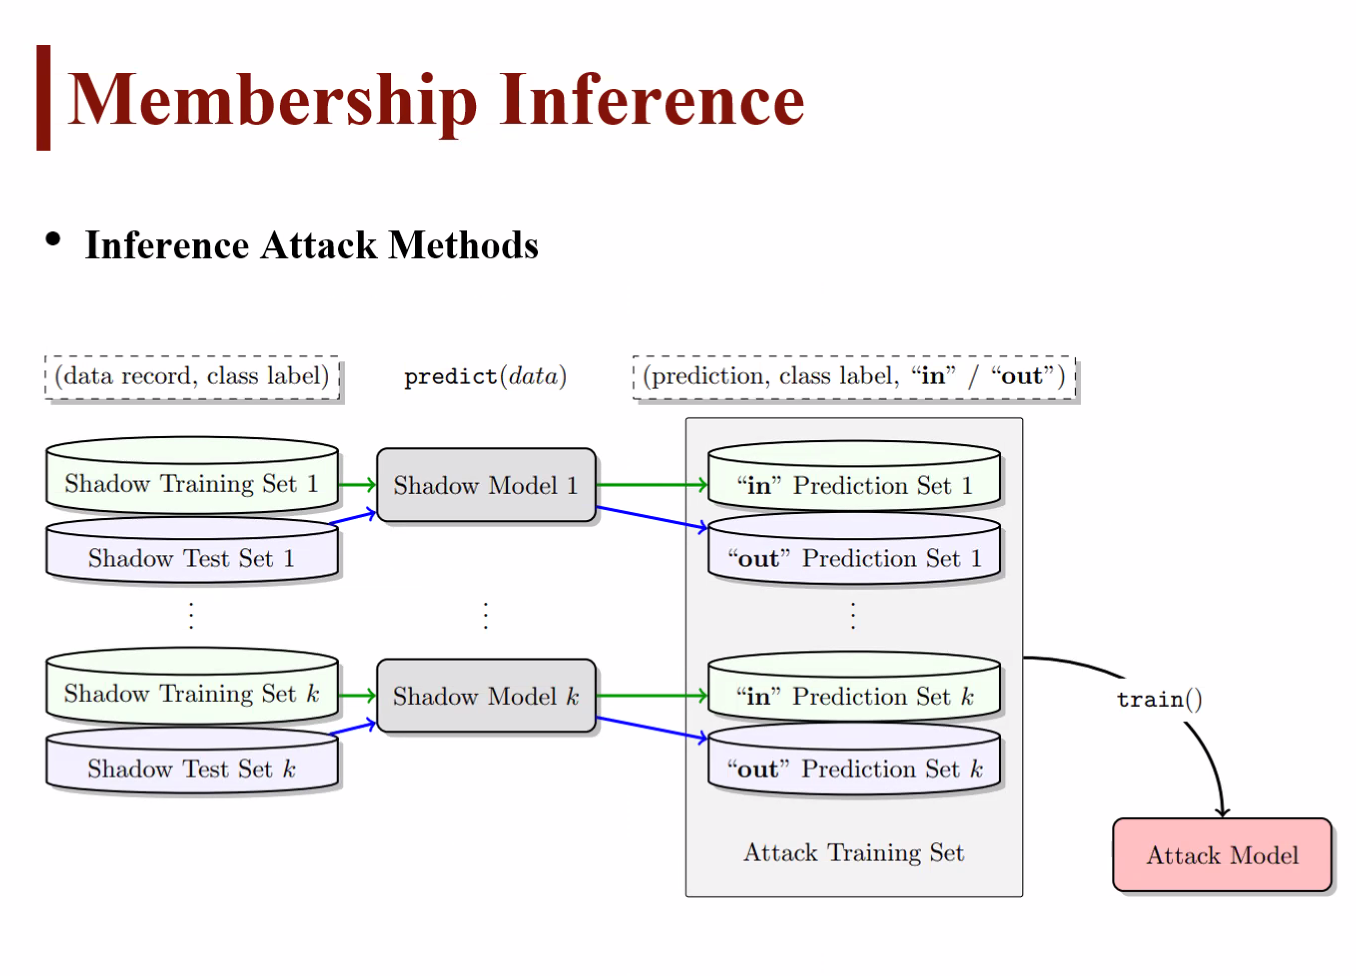 Membership Inference
• Inference Attack Methods
(data record, class label)
predict(data)
(prediction, class label, “in” / “out”)
Shadow Training Set 1
Shadow Model 1
“in” Prediction Set 1
Shadow Test Set 1
“out” Prediction Set 1
⋮ ⋮ ⋮
Shadow Training Set k
Shadow Model k
“in” Prediction Set k
train()
Shadow Test Set k
“out” Prediction Set k
Attack Training Set
Attack Model